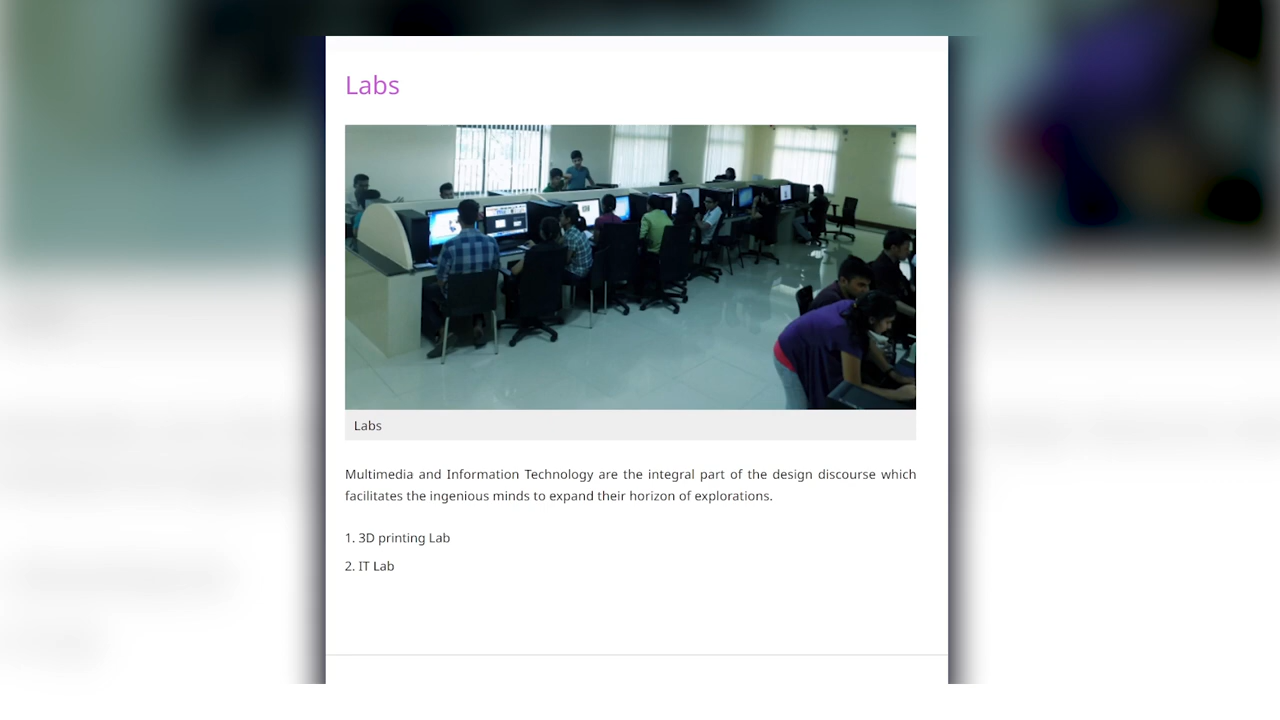 Labs
Labs
Multimedia and Information Technology are the integral part of the design discourse which
facilitates the ingenious minds to expand their horizon of explorations.
1. 3D printing Lab
2. IT Lab